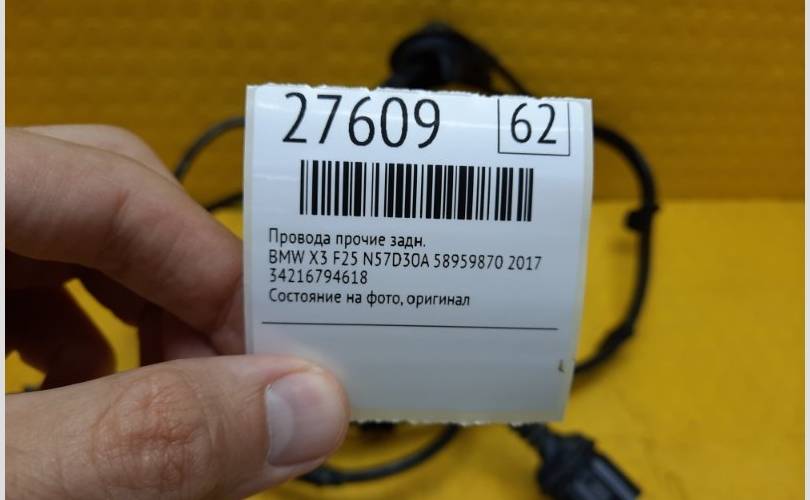 27609 62
Провода прочие задн.
BMW X3 F25 N57D30A 58959870 2017
34216794618
Состояние на фото, оригинал